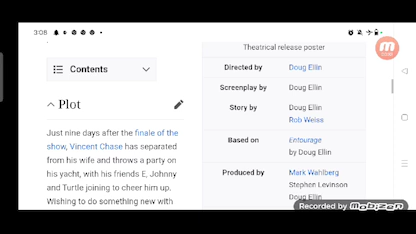 3:08
Contents
Plot
Just nine days after the finale of the
show, Vincent Chase has separated
from his wife and throws a party on
his yacht, with his friends E, Johnny
and Turtle joining to cheer him up.
Wishing to do something new with
Theatrical release poster
Directed by Doug Ellin
Screenplay by Doug Ellin
Story by Doug Ellin
Rob Weiss
Based on Entourage
by Doug Ellin
Produced by Mark Wahlberg
Stephen Levinson
Doug Ellin
Recorded by mobizen